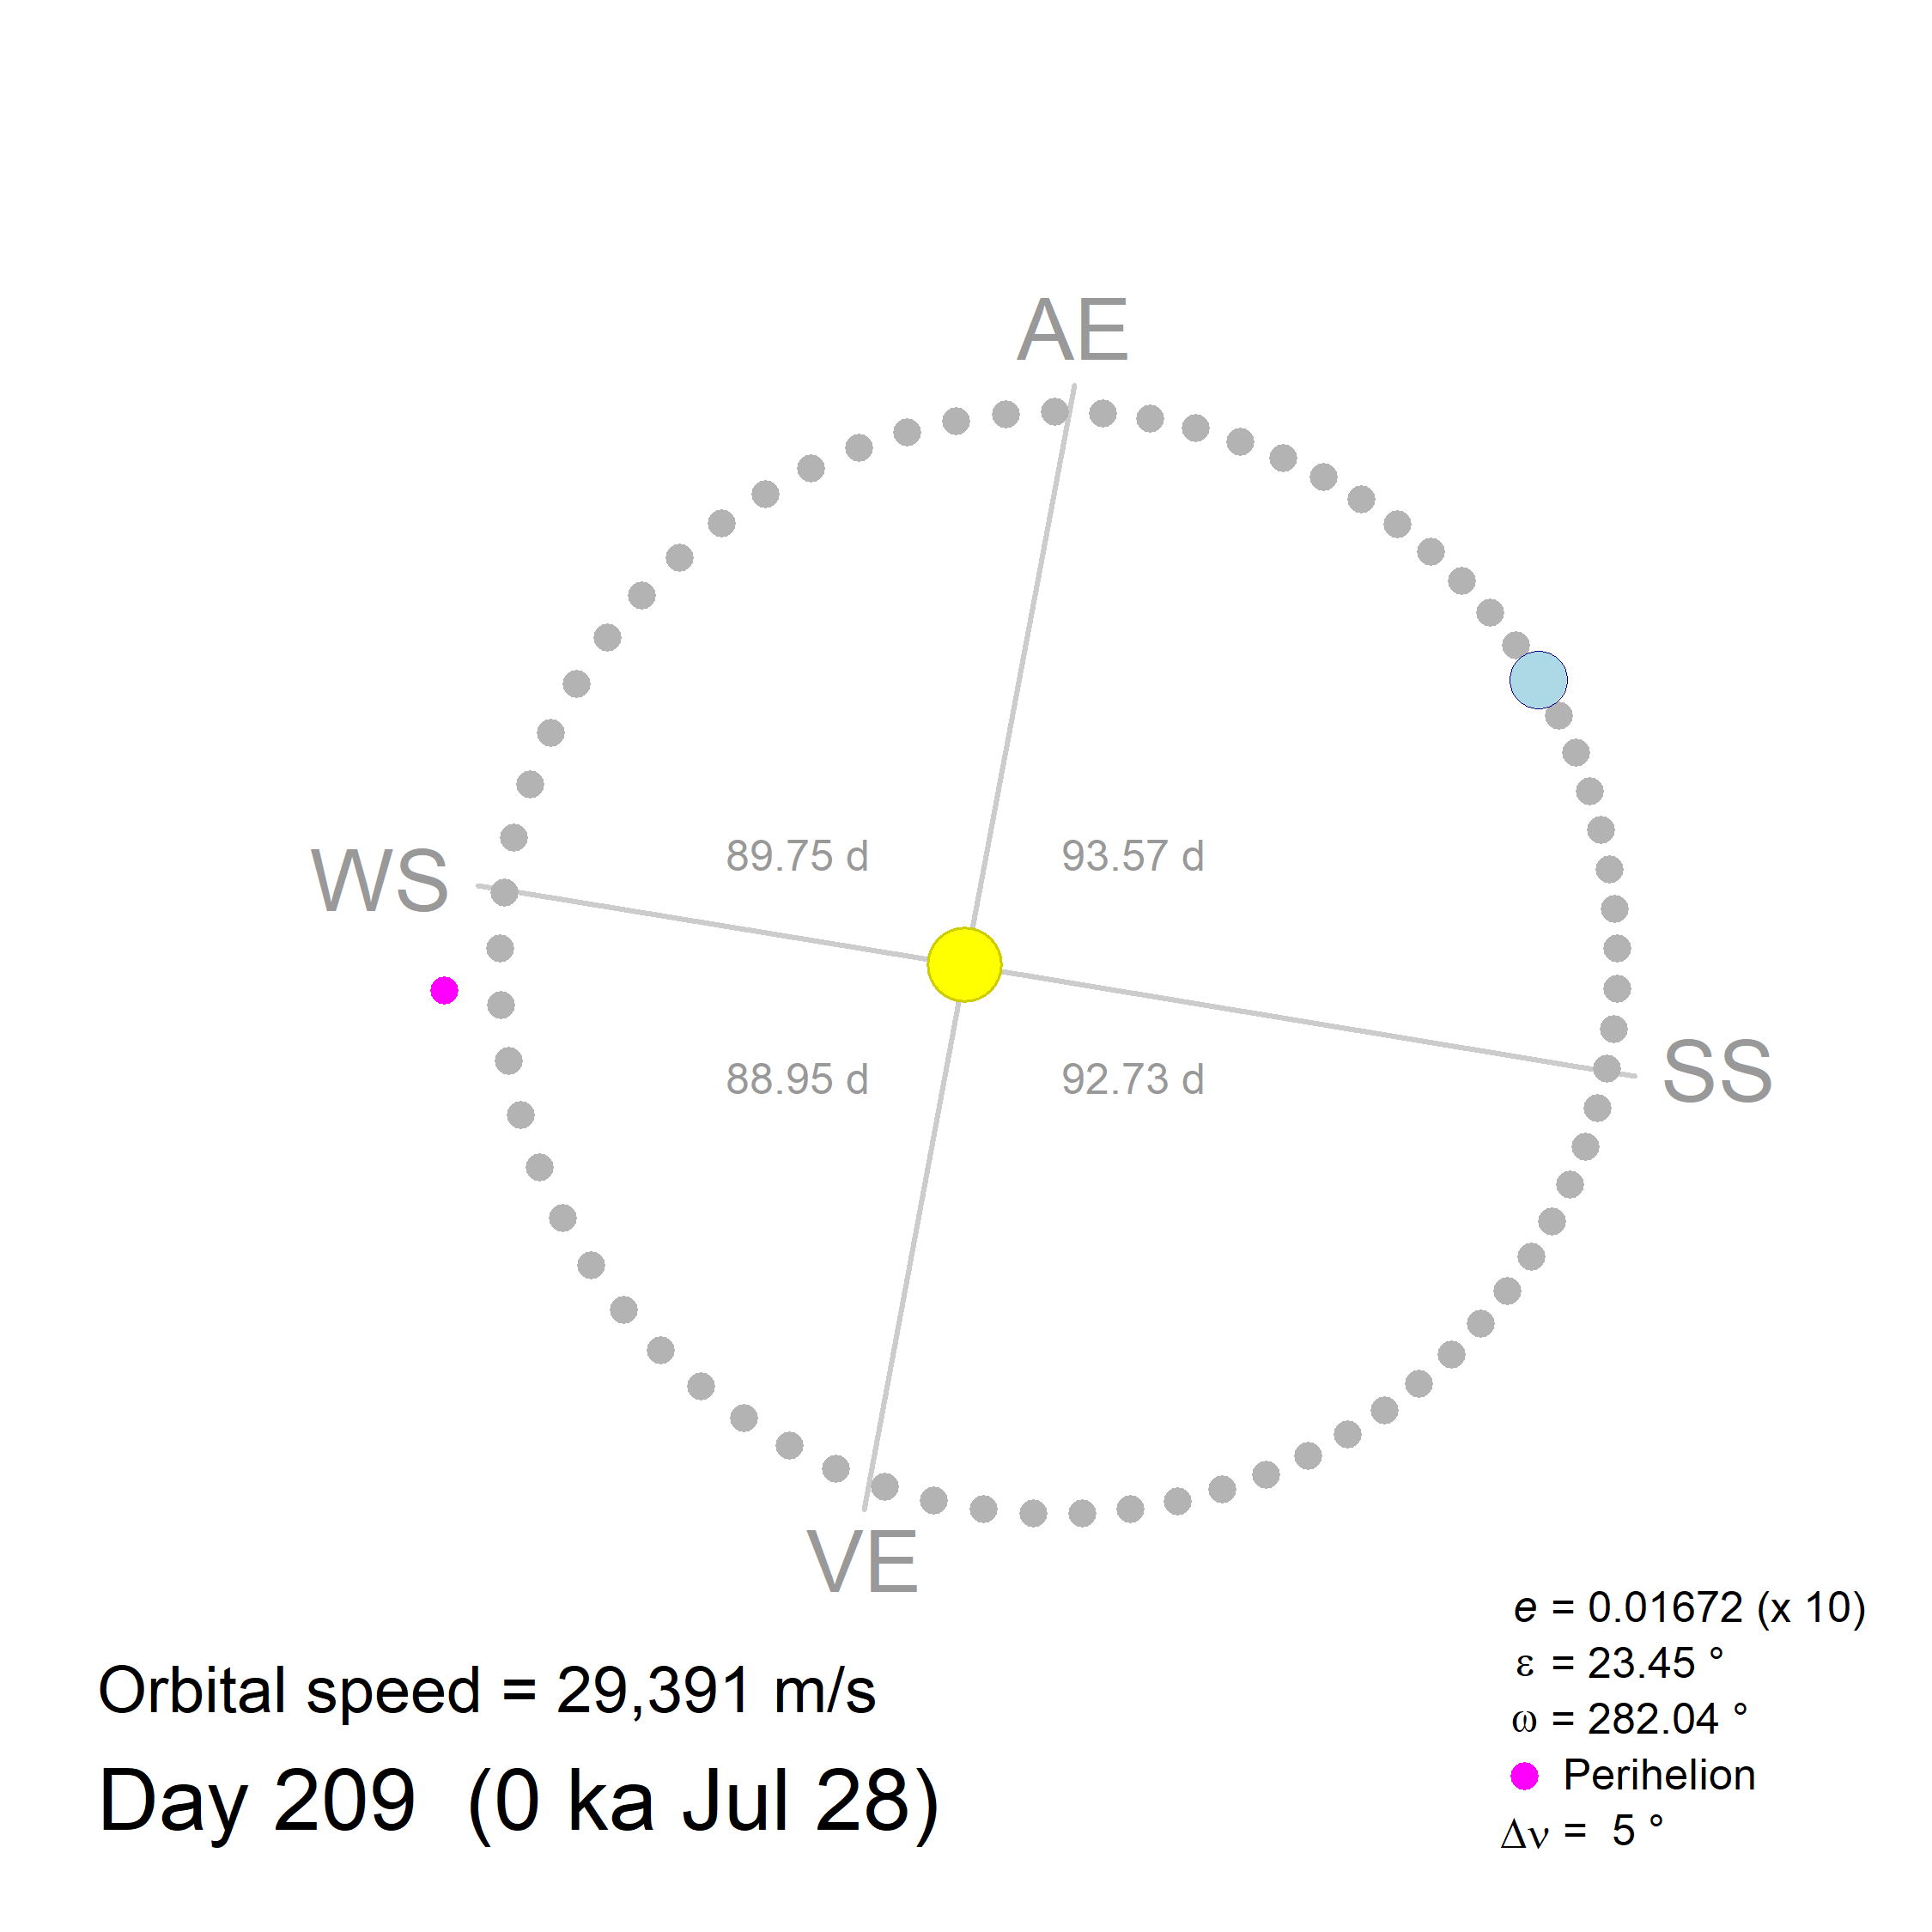 AE
89.75 d
93.57 d
WS
SS
88.95 d
92.73 d
VE
e = 0.01672 (x 10)
ε = 23.45 °
ω = 282.04 °
Perihelion
Δν = 5 °
Orbital speed = 29,391 m/s
Day 209 (0 ka Jul 28)